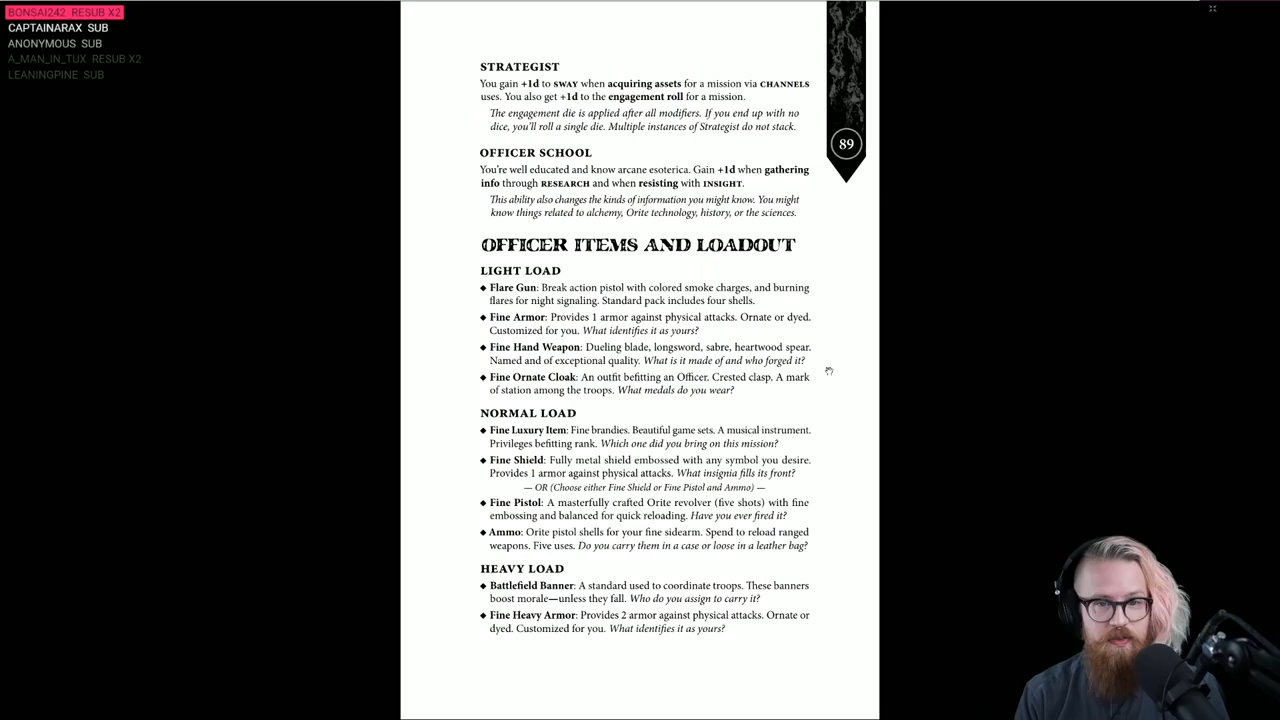 BONSAI242 RESUB X2
CAPTAINARAX SUB
ANONYMOUS SUB
A_MAN_IN_TUX RESUB X2
LEANINGPINE SUB
STRATEGIST
You gain +1d to SWAY when acquiring assets for a mission via CHANNELS
uses. You also get +1d to the engagement roll for a mission.
The engagement die is applied after all modifiers. If you end up with no
dice, you'll roll a single die. Multiple instances of Strategist do not stack.
89
OFFICER SCHOOL
You're well educated and know arcane esoterica. Gain +1d when gathering
info through RESEARCH and when resisting with INSIGHT.
This ability also changes the kinds of information you might know. You might
know things related to alchemy, Orite technology, history, or the sciences.
OFFICER ITEMS AND LOADOUT
LIGHT LOAD
◆ Flare Gun: Break action pistol with colored smoke charges, and burning
flares for night signaling. Standard pack includes four shells.
◆ Fine Armor: Provides 1 armor against physical attacks. Ornate or dyed.
Customized for you. What identifies it as yours?
◆ Fine Hand Weapon: Dueling blade, longsword, sabre, heartwood spear.
Named and of exceptional quality. What is it made of and who forged it?
◆ Fine Ornate Cloak: An outfit befitting an Officer. Crested clasp. A mark
of station among the troops. What medals do you wear?
NORMAL LOAD
◆ Fine Luxury Item: Fine brandies. Beautiful game sets. A musical instrument.
Privileges befitting rank. Which one did you bring on this mission?
◆ Fine Shield: Fully metal shield embossed with any symbol you desire.
Provides 1 armor against physical attacks. What insignia fills its front?
— OR (Choose either Fine Shield or Fine Pistol and Ammo) —
◆ Fine Pistol: A masterfully crafted Orite revolver (five shots) with fine
embossing and balanced for quick reloading. Have you ever fired it?
◆ Ammo: Orite pistol shells for your fine sidearm. Spend to reload ranged
weapons. Five uses. Do you carry them in a case or loose in a leather bag?
HEAVY LOAD
◆ Battlefield Banner: A standard used to coordinate troops. These banners
boost morale—unless they fall. Who do you assign to carry it?
◆ Fine Heavy Armor: Provides 2 armor against physical attacks. Ornate or
dyed. Customized for you. What identifies it as yours?